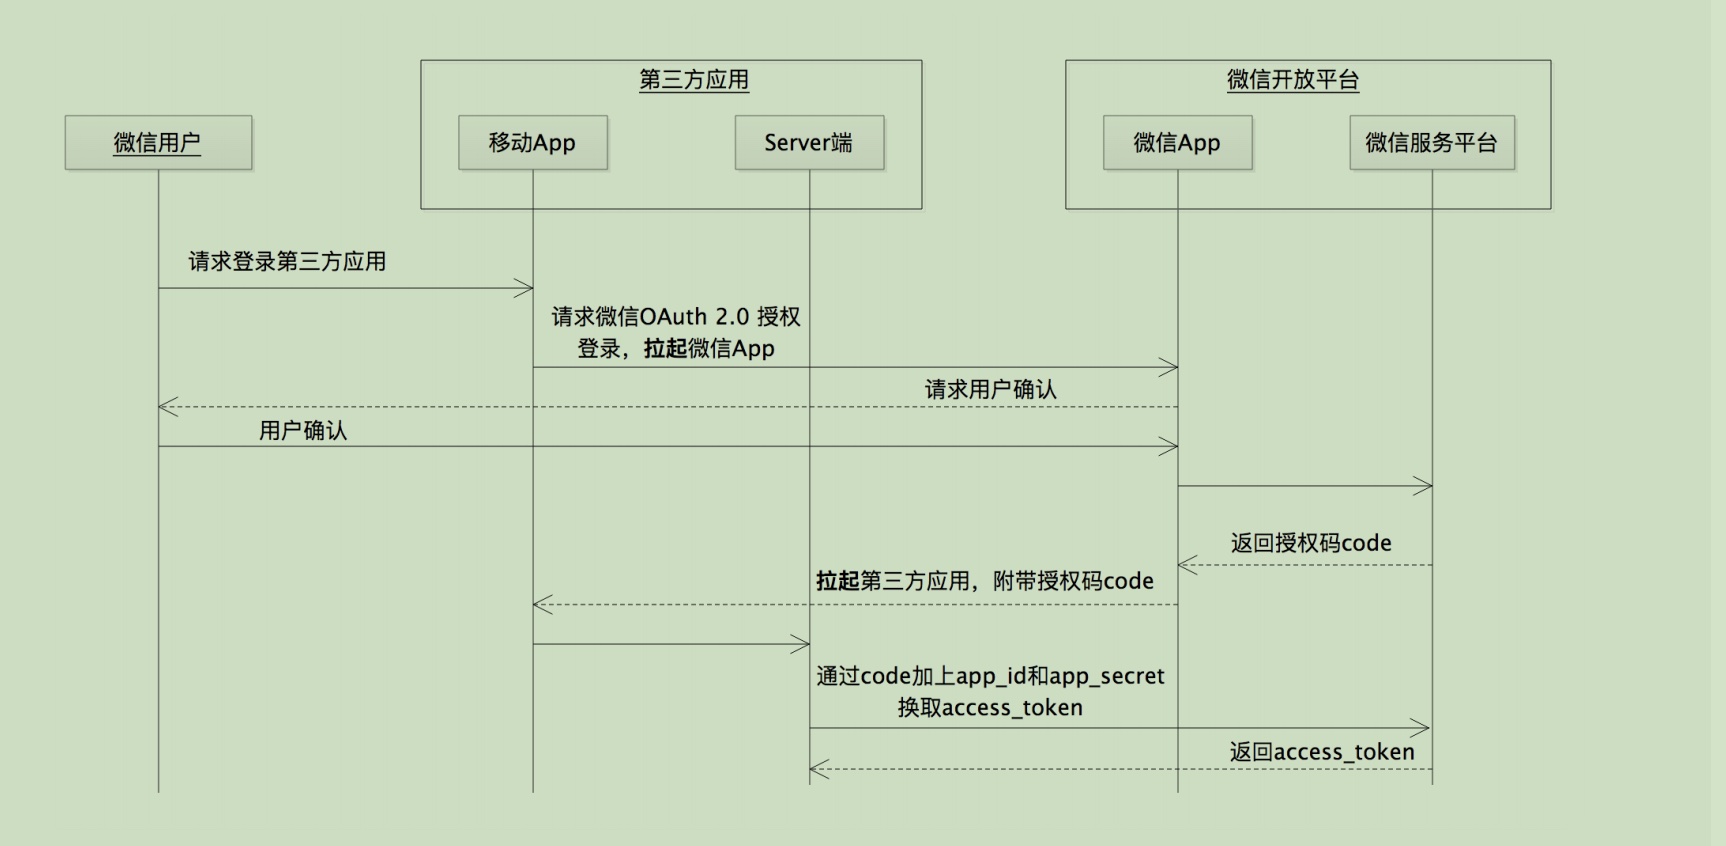 第三方应用
微信开放平台
微信用户
移动App
Server端
微信App
微信服务平台
请求登录第三方应用
请求微信OAuth 2.0 授权
登录，拉起微信App
请求用户确认
用户确认
返回授权码code
拉起第三方应用，附带授权码code
通过code加上app_id和app_secret
换取access_token
返回access_token